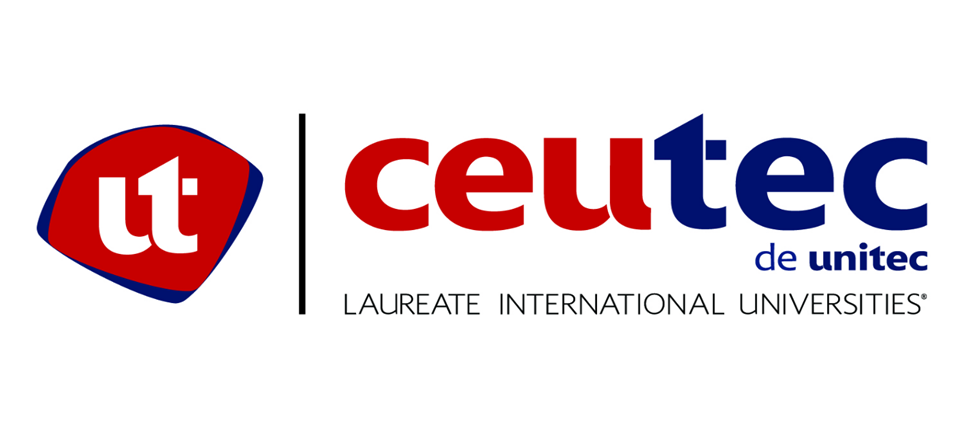 ut
ceutec
de unitec
LAUREATE INTERNATIONAL UNIVERSITIES®